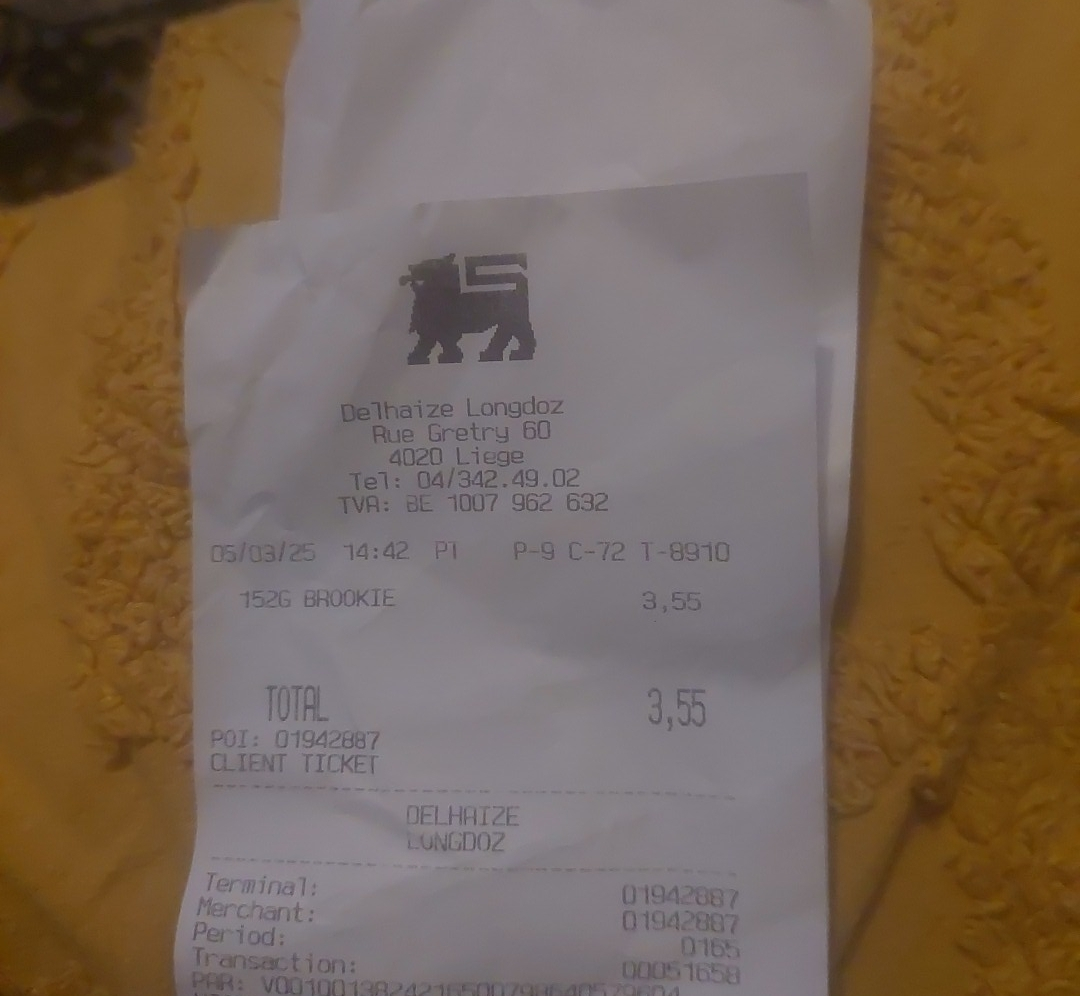 Delhaize Longdoz
Rue Gretry 60
4020 Liege
Tel: 04/342.49.02
TVA: BE 1007 962 632
05/03/25 14:42 PT P-9 C-72 T-8910
152G BROOKIE 3,55
TOTAL 3,55
POI: 01942887
CLIENT TICKET
DELHAIZE
LONGDOZ
Terminal: 01942887
Merchant: 01942887
Period: 0165
Transaction: 00051658
PAR: